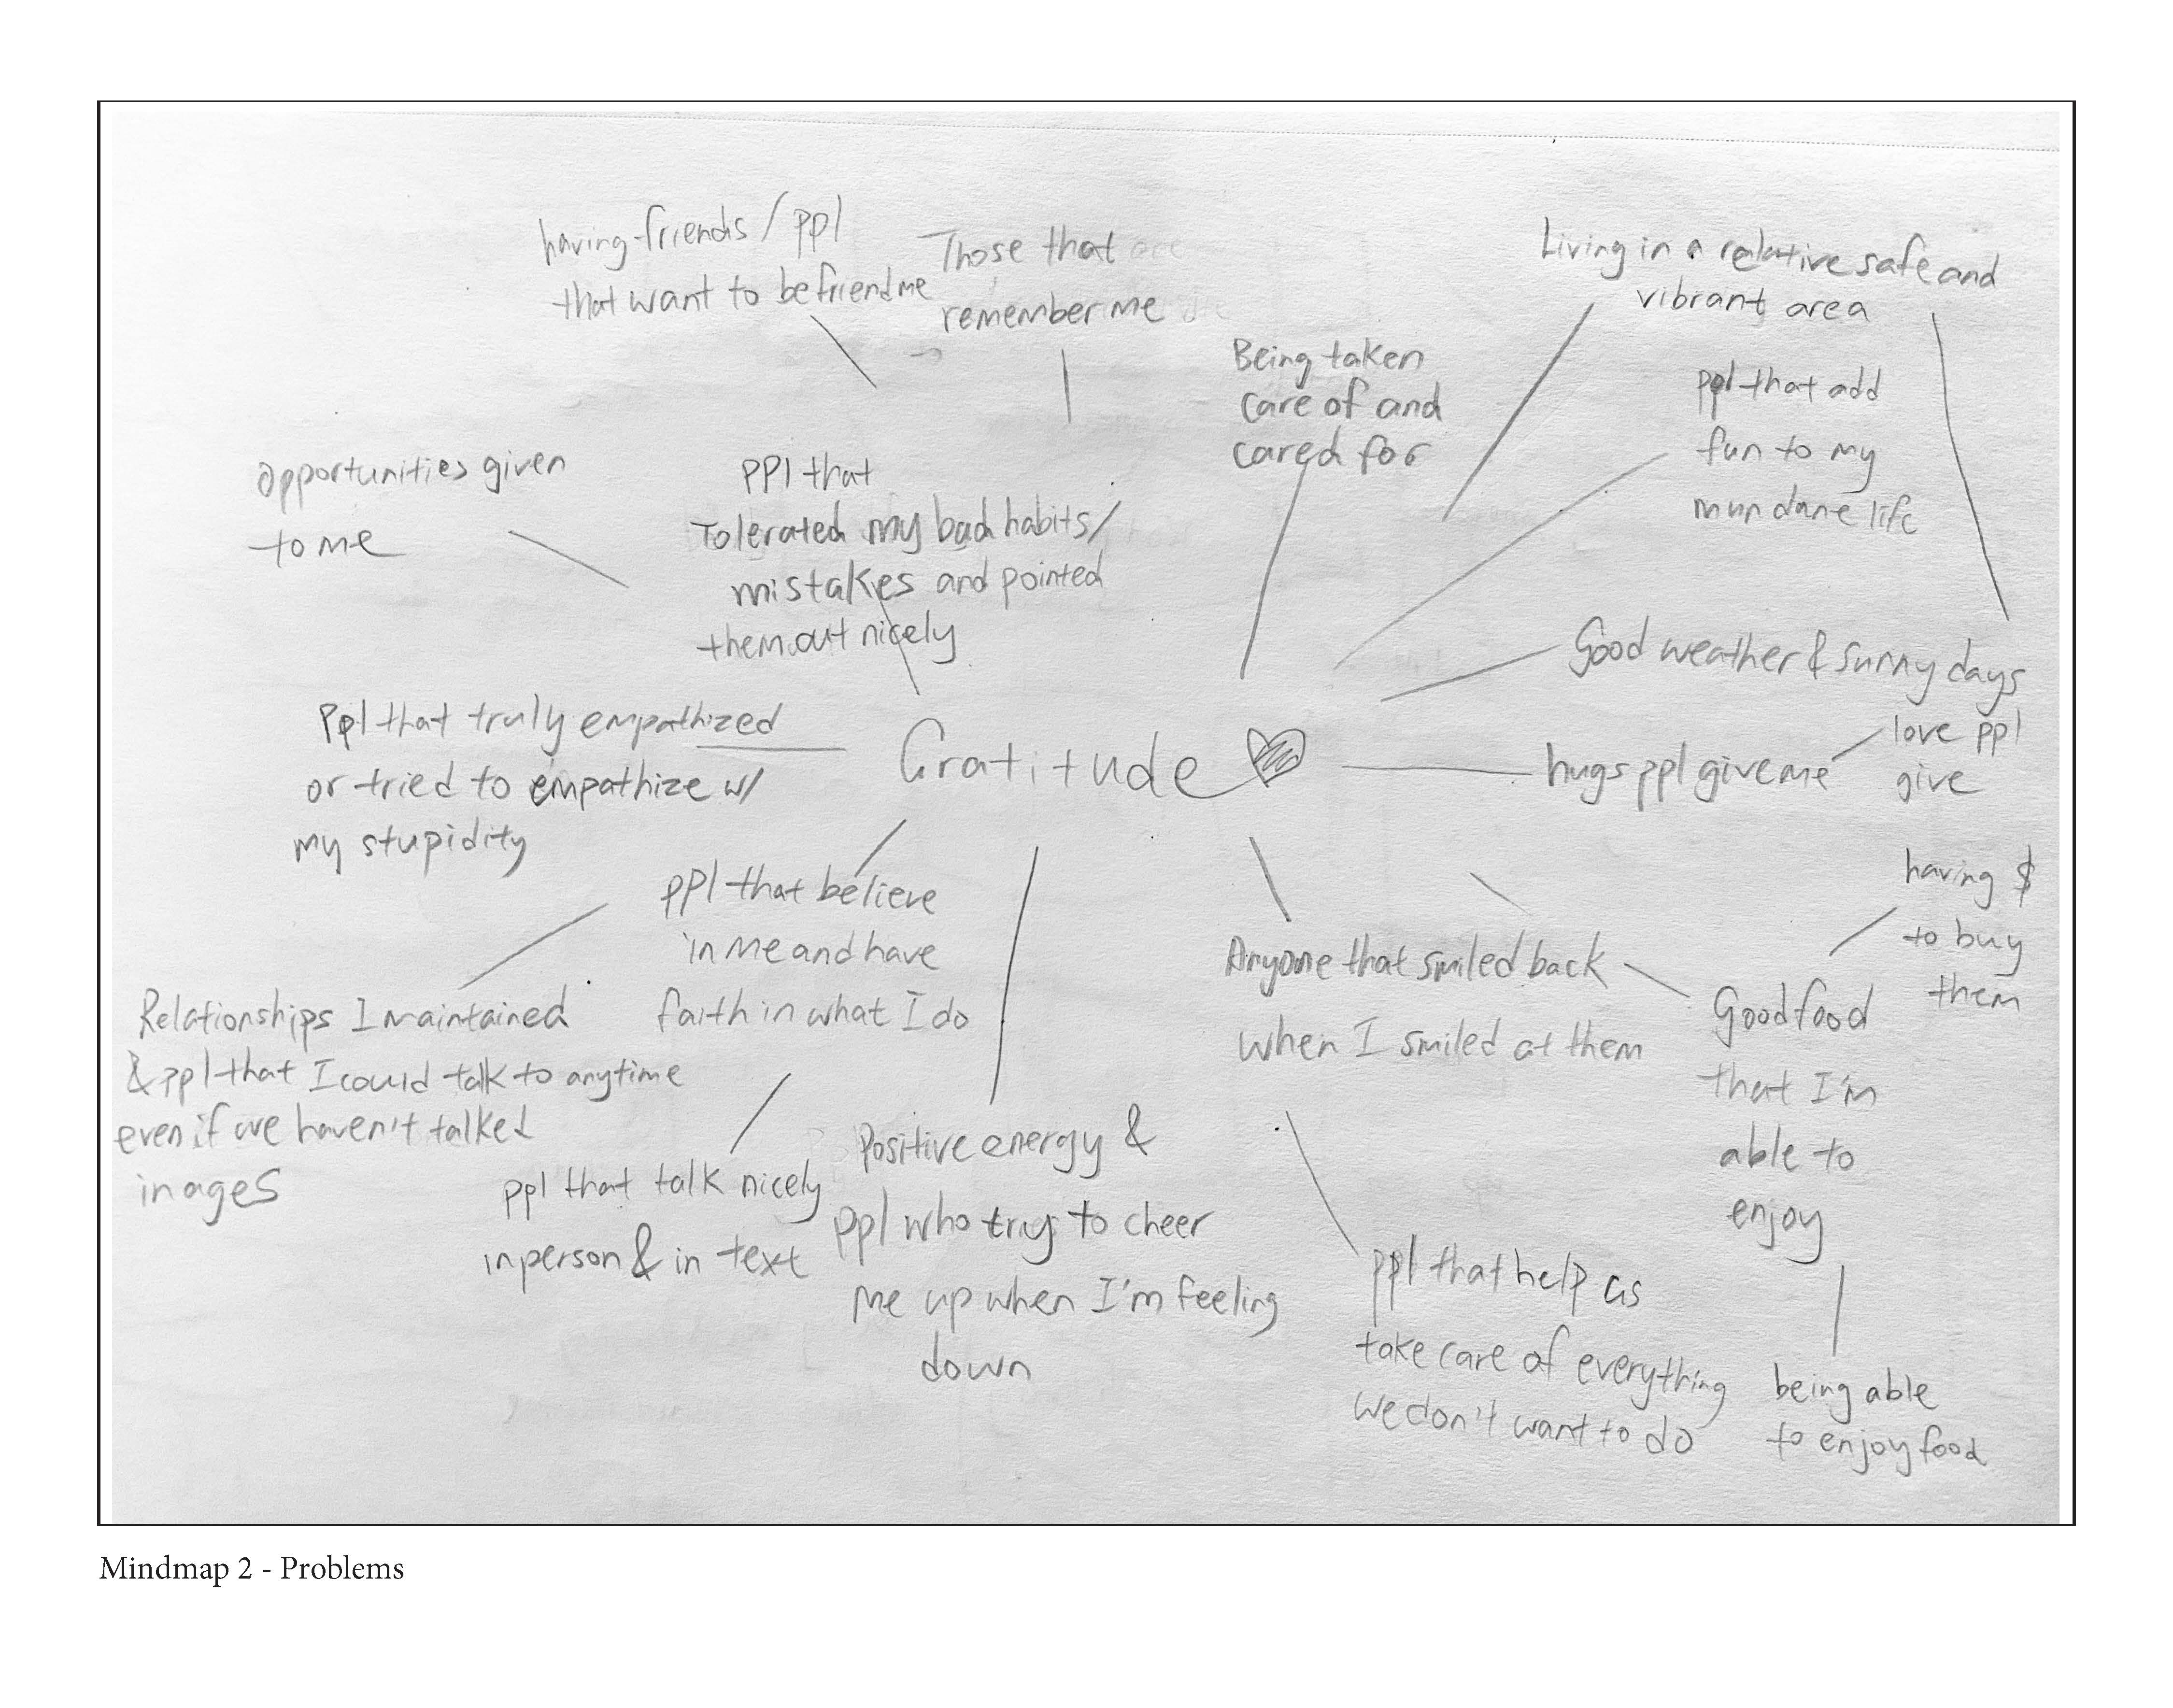 having friends / ppl
that want to befriend me
Those that
remember me
Living in a relative safe and
vibrant area
Being taken
care of and
cared for
ppl that add
fun to my
mundane life
opportunities given
to me
ppl that
Tolerated my bad habits/
mistakes and pointed
them out nicely
Good weather & sunny days
Ppl that truly empathized
or tried to empathize w/
my stupidity
Gratitude
hugs ppl give me
love ppl
give
ppl that believe
in me and have
faith in what I do
having $
to buy
them
Anyone that smiled back
when I smiled at them
Good food
that I'm
able to
enjoy
Relationships I maintained
& ppl that I could talk to anytime
even if we haven't talked
in ages
ppl that talk nicely
in person & in text
Positive energy &
ppl who try to cheer
me up when I'm feeling
down
ppl that help us
take care of everything
we don't want to do
being able
to enjoy food
Mindmap 2 - Problems